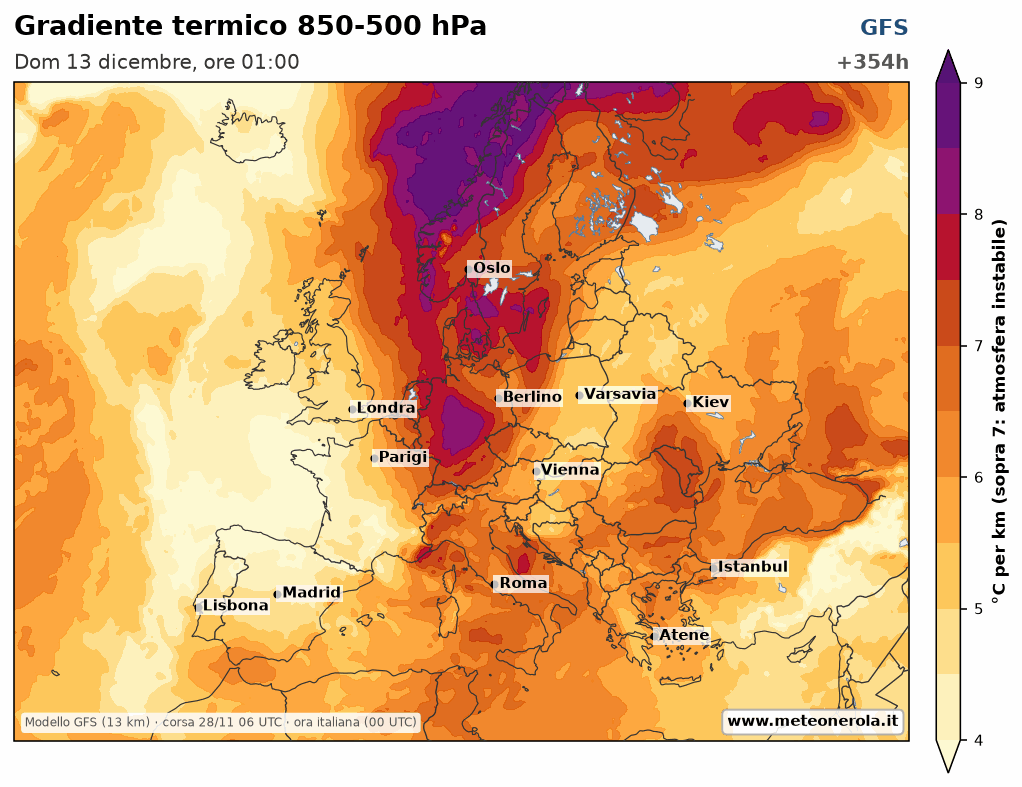 Gradiente termico 850-500 hPa
GFS
Dom 13 dicembre, ore 01:00
+354h
Oslo
Berlino
Varsavia
Kiev
Londra
Parigi
Vienna
Istanbul
Roma
Madrid
Lisbona
Atene
Modello GFS (13 km) · corsa 28/11 06 UTC · ora italiana (00 UTC)
www.meteonerola.it
9
8
7
6
5
4
°C per km (sopra 7: atmosfera instabile)